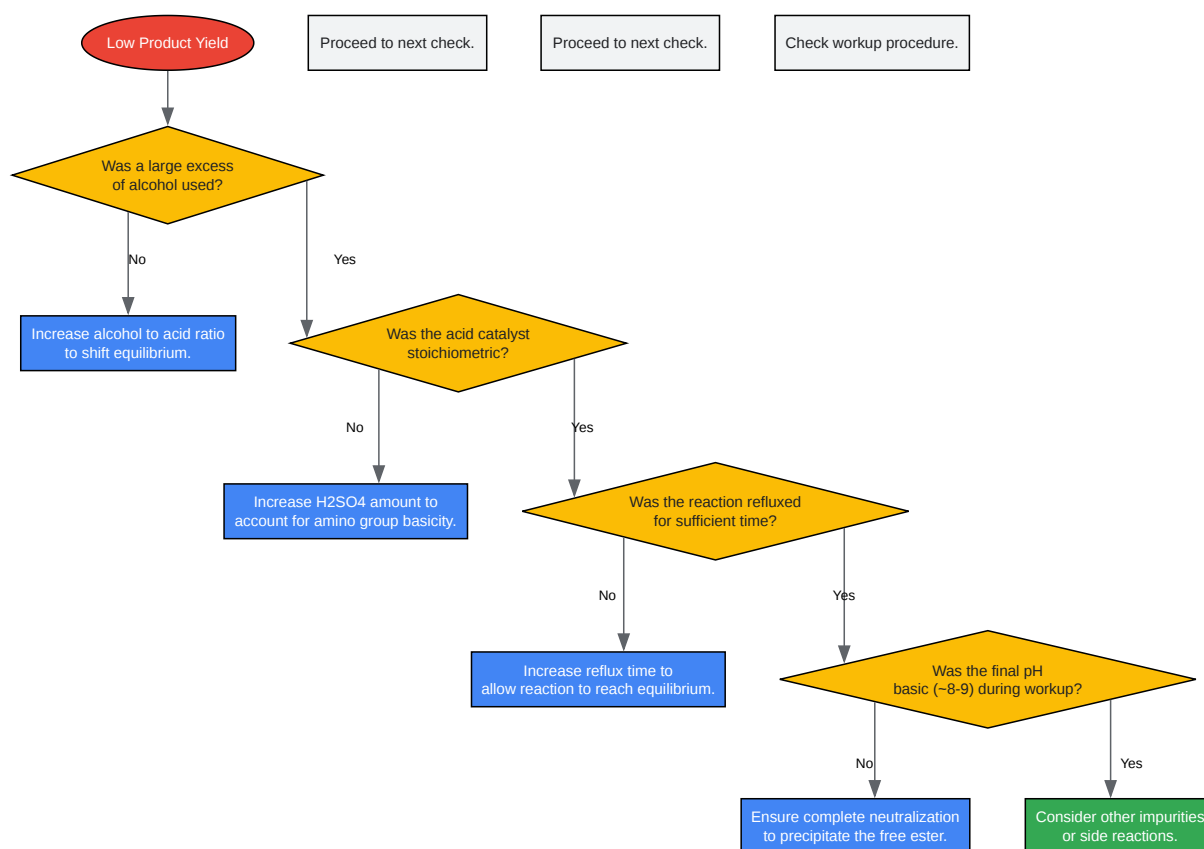 Low Product Yield
Proceed to next check.
Proceed to next check.
Check workup procedure.
Was a large excess
of alcohol used?
No
Yes
Increase alcohol to acid ratio
to shift equilibrium.
Was the acid catalyst
stoichiometric?
No
Yes
Increase H2SO4 amount to
account for amino group basicity.
Was the reaction refluxed
for sufficient time?
No
Yes
Increase reflux time to
allow reaction to reach equilibrium.
Was the final pH
basic (~8-9) during workup?
No
Yes
Ensure complete neutralization
to precipitate the free ester.
Consider other impurities
or side reactions.